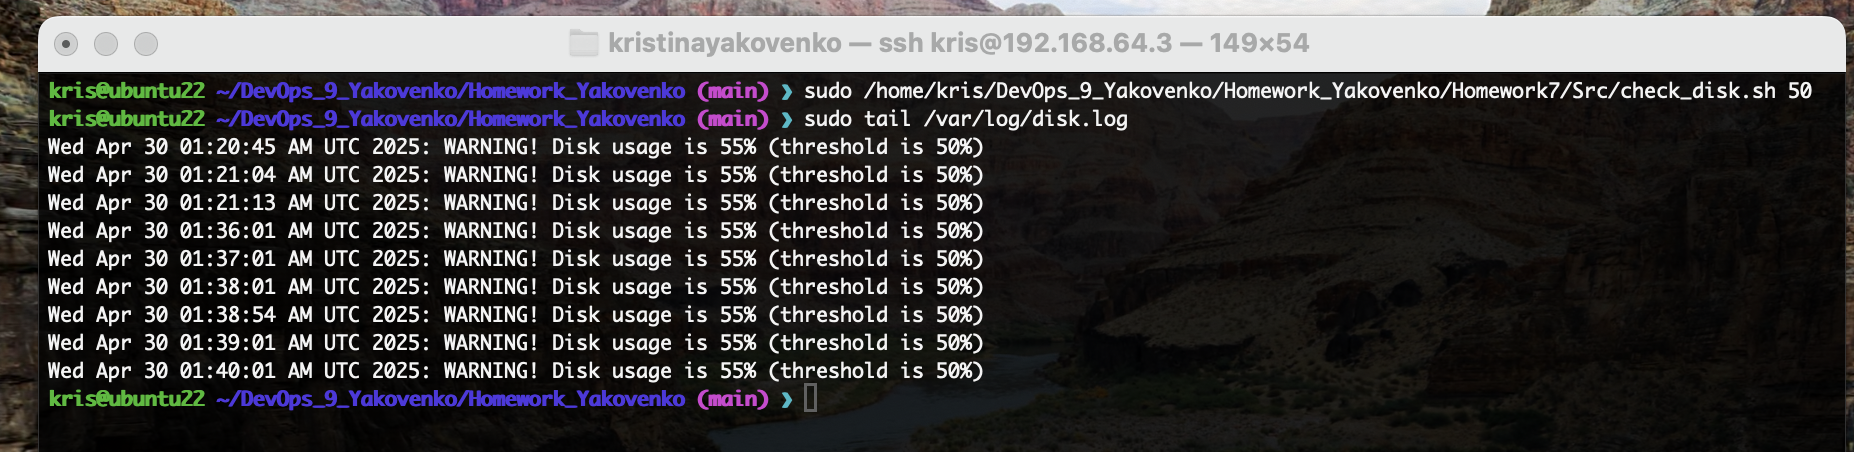 kristinayakovenko — ssh kris@192.168.64.3 — 149×54
kris@ubuntu22 ~/DevOps_9_Yakovenko/Homework_Yakovenko (main) ❯ sudo /home/kris/DevOps_9_Yakovenko/Homework_Yakovenko/Homework7/Src/check_disk.sh 50
kris@ubuntu22 ~/DevOps_9_Yakovenko/Homework_Yakovenko (main) ❯ sudo tail /var/log/disk.log
Wed Apr 30 01:20:45 AM UTC 2025: WARNING! Disk usage is 55% (threshold is 50%)
Wed Apr 30 01:21:04 AM UTC 2025: WARNING! Disk usage is 55% (threshold is 50%)
Wed Apr 30 01:21:13 AM UTC 2025: WARNING! Disk usage is 55% (threshold is 50%)
Wed Apr 30 01:36:01 AM UTC 2025: WARNING! Disk usage is 55% (threshold is 50%)
Wed Apr 30 01:37:01 AM UTC 2025: WARNING! Disk usage is 55% (threshold is 50%)
Wed Apr 30 01:38:01 AM UTC 2025: WARNING! Disk usage is 55% (threshold is 50%)
Wed Apr 30 01:38:54 AM UTC 2025: WARNING! Disk usage is 55% (threshold is 50%)
Wed Apr 30 01:39:01 AM UTC 2025: WARNING! Disk usage is 55% (threshold is 50%)
Wed Apr 30 01:40:01 AM UTC 2025: WARNING! Disk usage is 55% (threshold is 50%)
kris@ubuntu22 ~/DevOps_9_Yakovenko/Homework_Yakovenko (main) ❯